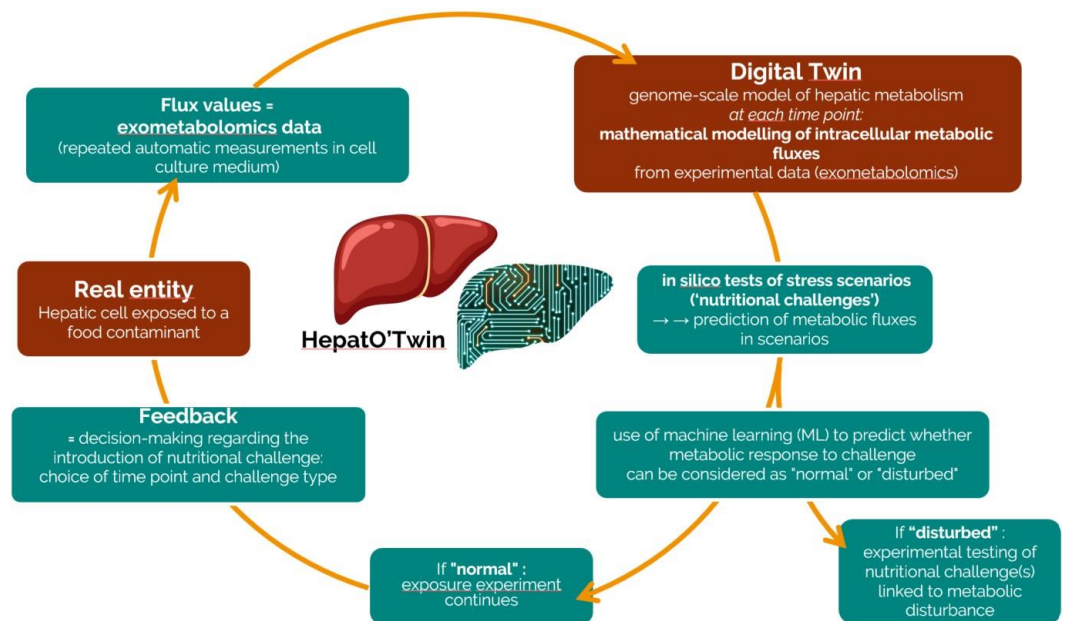 Flux values =
exometabolomics data
(repeated automatic measurements in cell
culture medium)
Digital Twin
genome-scale model of hepatic metabolism
at each time point:
mathematical modelling of intracellular metabolic
fluxes
from experimental data (exometabolomics)
Real entity
Hepatic cell exposed to a
food contaminant
HepatO'Twin
in silico tests of stress scenarios
('nutritional challenges')
→ → prediction of metabolic fluxes
in scenarios
Feedback
= decision-making regarding the
introduction of nutritional challenge:
choice of time point and challenge type
use of machine learning (ML) to predict whether
metabolic response to challenge
can be considered as "normal" or "disturbed"
If "normal" :
exposure experiment
continues
If "disturbed" :
experimental testing of
nutritional challenge(s)
linked to metabolic
disturbance